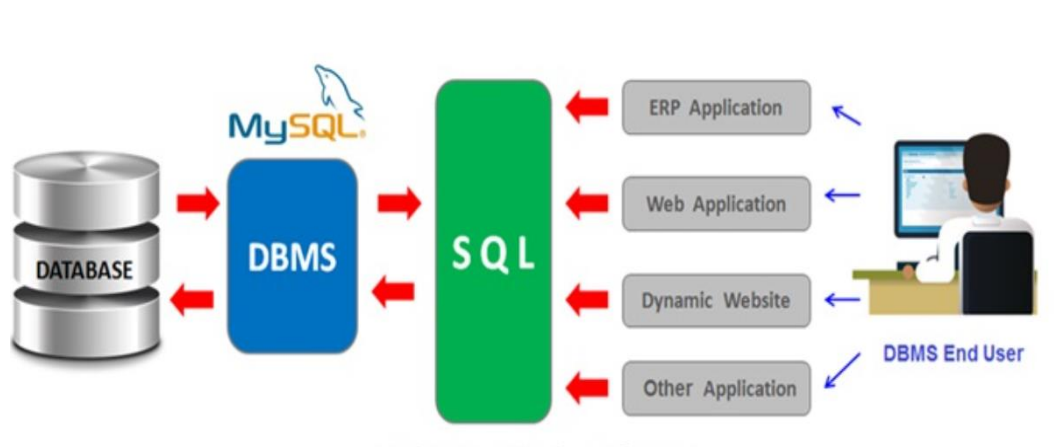 MySQL®
DATABASE
DBMS
SQL
ERP Application
Web Application
Dynamic Website
Other Application
DBMS End User